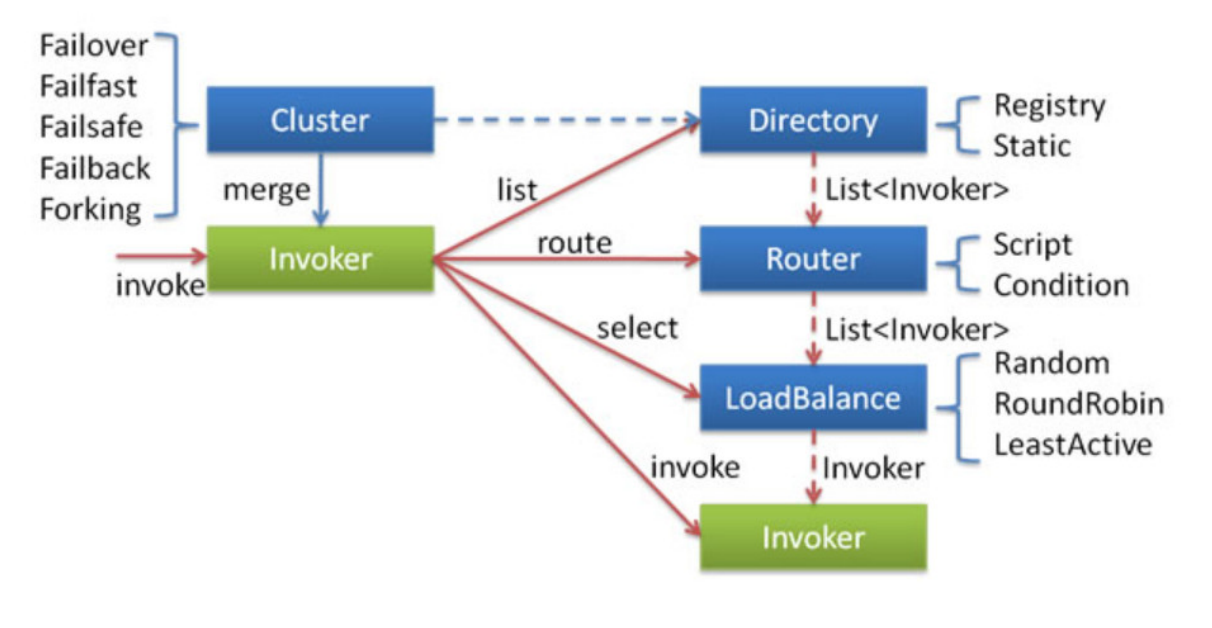 Failover
Failfast
Failsafe
Failback
Forking
Cluster
Directory
Registry
Static
merge
list
List<Invoker>
invoke
Invoker
route
Router
Script
Condition
select
List<Invoker>
LoadBalance
Random
RoundRobin
LeastActive
invoke
Invoker
Invoker